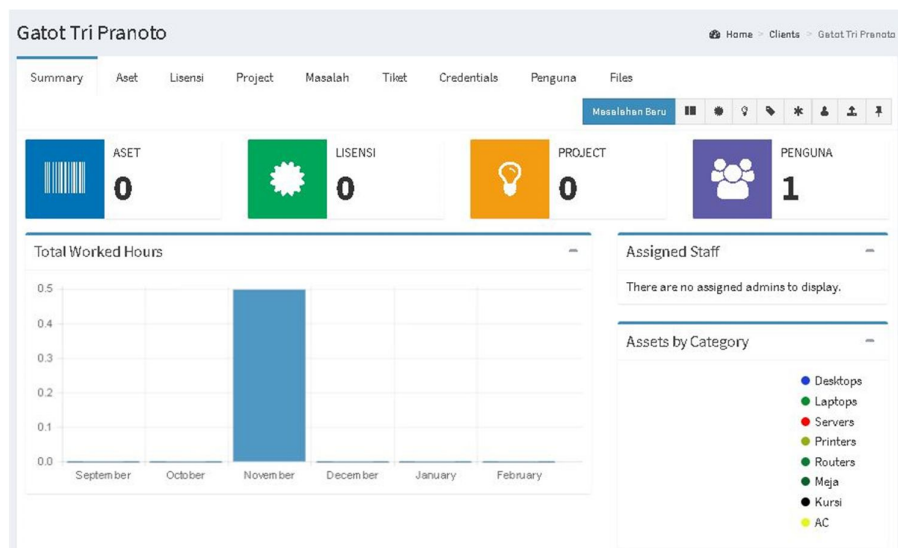 Gatot Tri Pranoto
Home > Clients > Gatot Tri Pranoto
Summary Aset Lisensi Project Masalah Tiket Credentials Penguna Files
Masalahan Baru
ASET
0
LISENSI
0
PROJECT
0
PENGUNA
1
Total Worked Hours
0.5
0.4
0.3
0.2
0.1
0.0
September October November December January February
Assigned Staff
There are no assigned admins to display.
Assets by Category
Desktops
Laptops
Servers
Printers
Routers
Meja
Kursi
AC